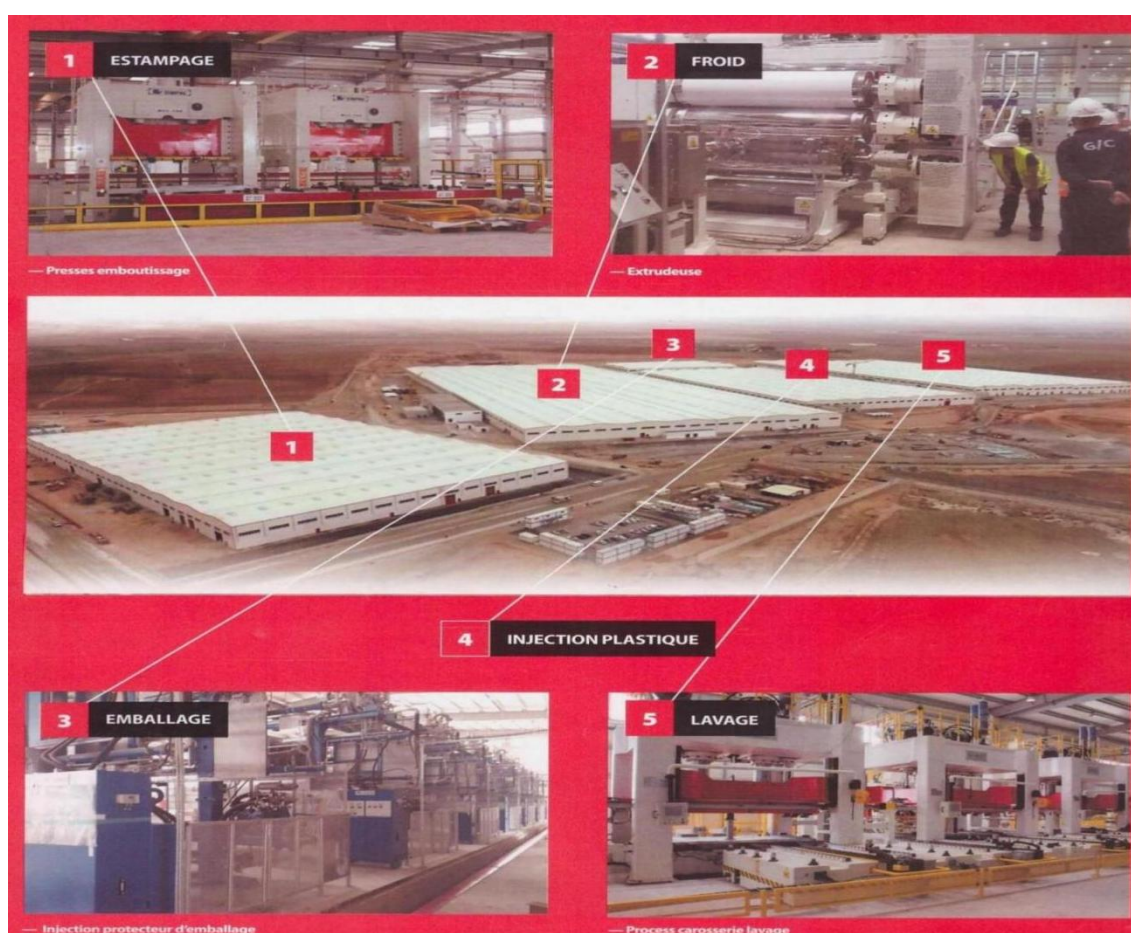 1 ESTAMPAGE
2 FROID
G/C
— Presses emboutissage
— Extrudeuse
3
4
5
2
1
4 INJECTION PLASTIQUE
3 EMBALLAGE
5 LAVAGE
— Injection protecteur d'emballage
— Process carosserie lavage